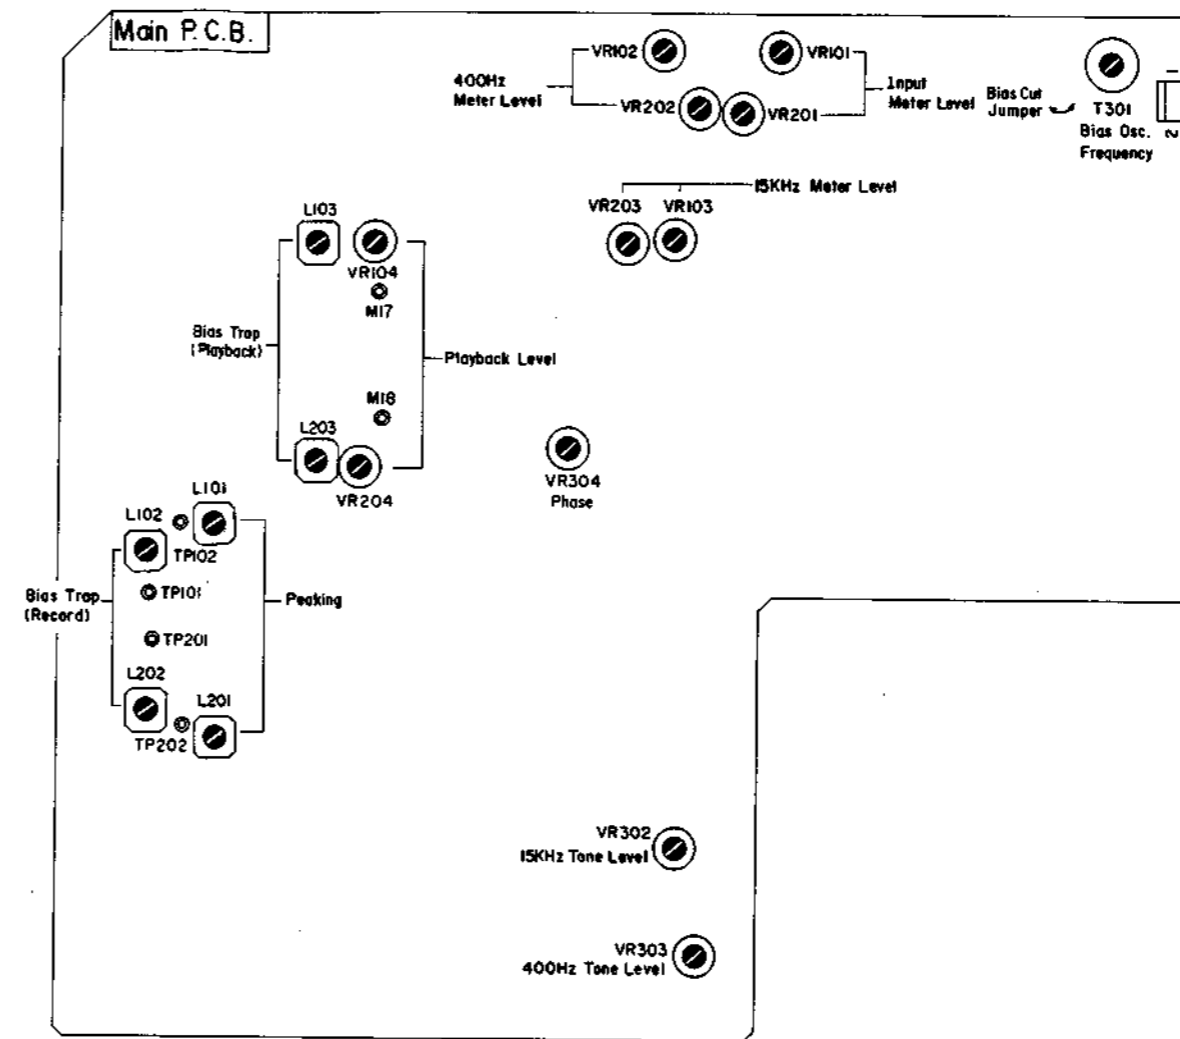 Main P.C.B.
VR102
VR101
400Hz
Meter Level
Input
Meter Level
VR202
VR201
Bias Cut
Jumper
T301
Bias Osc.
Frequency
1
2
15KHz Meter Level
VR203
VR103
L103
VR104
M17
Bias Trap
(Playback)
Playback Level
M18
L203
VR204
VR304
Phase
L101
L102
TP102
Bias Trap
(Record)
TP101
Peaking
TP201
L202
L201
TP202
VR302
15KHz Tone Level
VR303
400Hz Tone Level